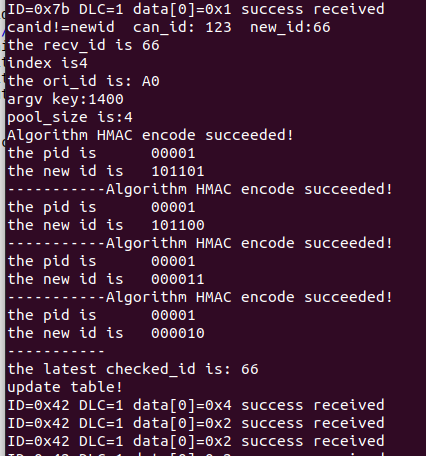 ID=0x7b DLC=1 data[0]=0x1 success received
canid!=newid  can_id: 123  new_id:66
the recv_id is 66
index is4
the ori_id is: A0
argv key:1400
pool_size is:4
Algorithm HMAC encode succeeded!
the pid is      00001
the new id is   101101
-----------Algorithm HMAC encode succeeded!
the pid is      00001
the new id is   101100
-----------Algorithm HMAC encode succeeded!
the pid is      00001
the new id is   000011
-----------Algorithm HMAC encode succeeded!
the pid is      00001
the new id is   000010
-----------
the latest checked_id is: 66
update table!
ID=0x42 DLC=1 data[0]=0x4 success received
ID=0x42 DLC=1 data[0]=0x2 success received
ID=0x42 DLC=1 data[0]=0x2 success received